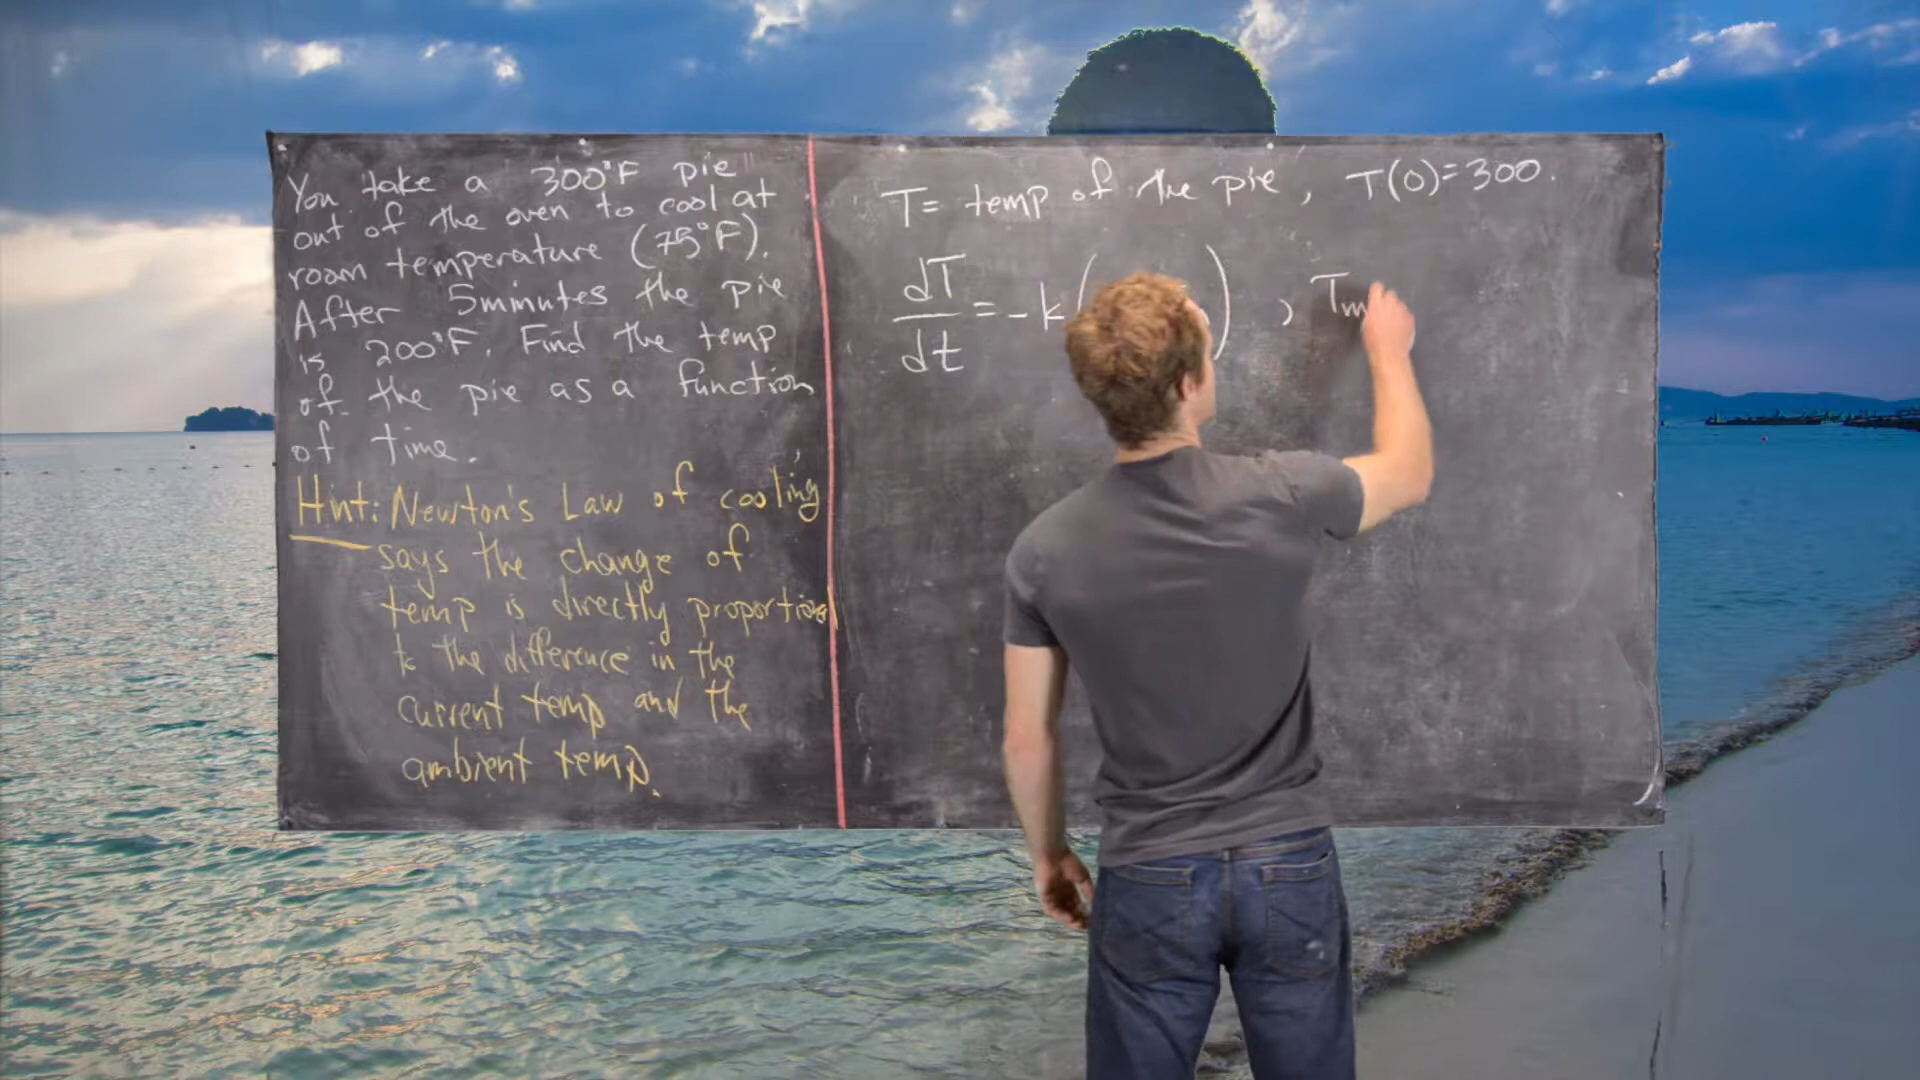 You take a 300°F pie
out of the oven to cool at
room temperature (75°F).
After 5minutes the pie
is 200°F. Find the temp
of the pie as a function
of time.
Hint: Newton's Law of cooling
says the change of
temp is directly proportional
to the difference in the
current temp and the
ambient temp.
T= temp of the pie, T(0)=300.
dT/dt = -k( ), Tm